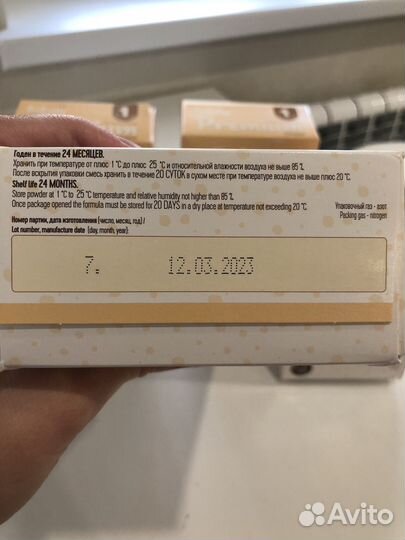 Годен в течение 24 МЕСЯЦЕВ.
Хранить при температуре от плюс 1 °C до плюс 25 °C и относительной влажности воздуха не выше 85 %.
После вскрытия упаковки смесь хранить в течение 20 СУТОК в сухом месте при температуре воздуха не выше плюс 20 °C.
Shelf life 24 MONTHS.
Store powder at 1 °C to 25 °C temperature and relative humidity not higher than 85 %.
Once package opened the formula must be stored for 20 DAYS in a dry place at temperature not exceeding 20 °C.
Упаковочный газ - азот
Packing gas - nitrogen
Номер партии, дата изготовления (число, месяц, год) /
Lot number, manufacture date (day, month, year):
7. 12.03.2023
1
Avito